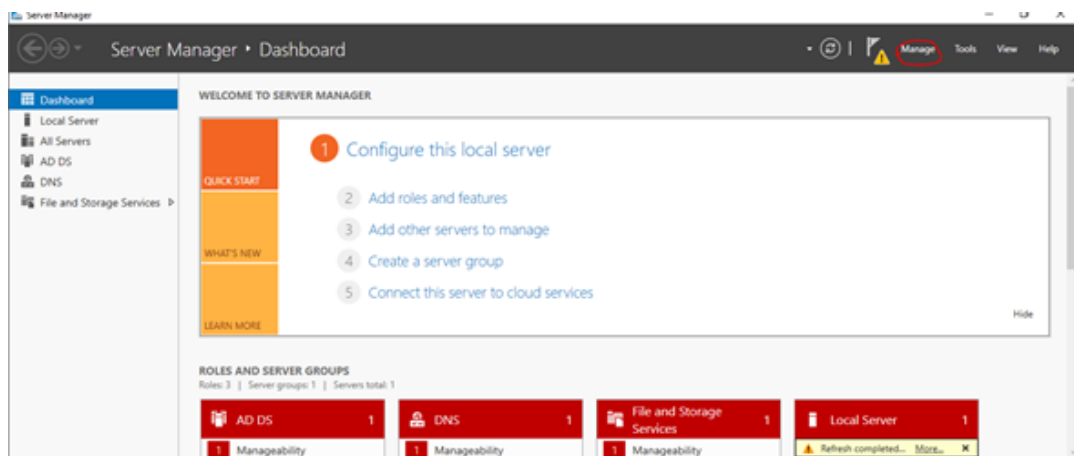 Server Manager
Server Manager • Dashboard
Manage Tools View Help
Dashboard
Local Server
All Servers
AD DS
DNS
File and Storage Services
WELCOME TO SERVER MANAGER
QUICK START
WHAT'S NEW
LEARN MORE
1 Configure this local server
2 Add roles and features
3 Add other servers to manage
4 Create a server group
5 Connect this server to cloud services
Hide
ROLES AND SERVER GROUPS
Roles: 3 | Server groups: 1 | Servers total: 1
AD DS 1
1 Manageability
DNS 1
1 Manageability
File and Storage
Services 1
1 Manageability
Local Server 1
Refresh completed... More...